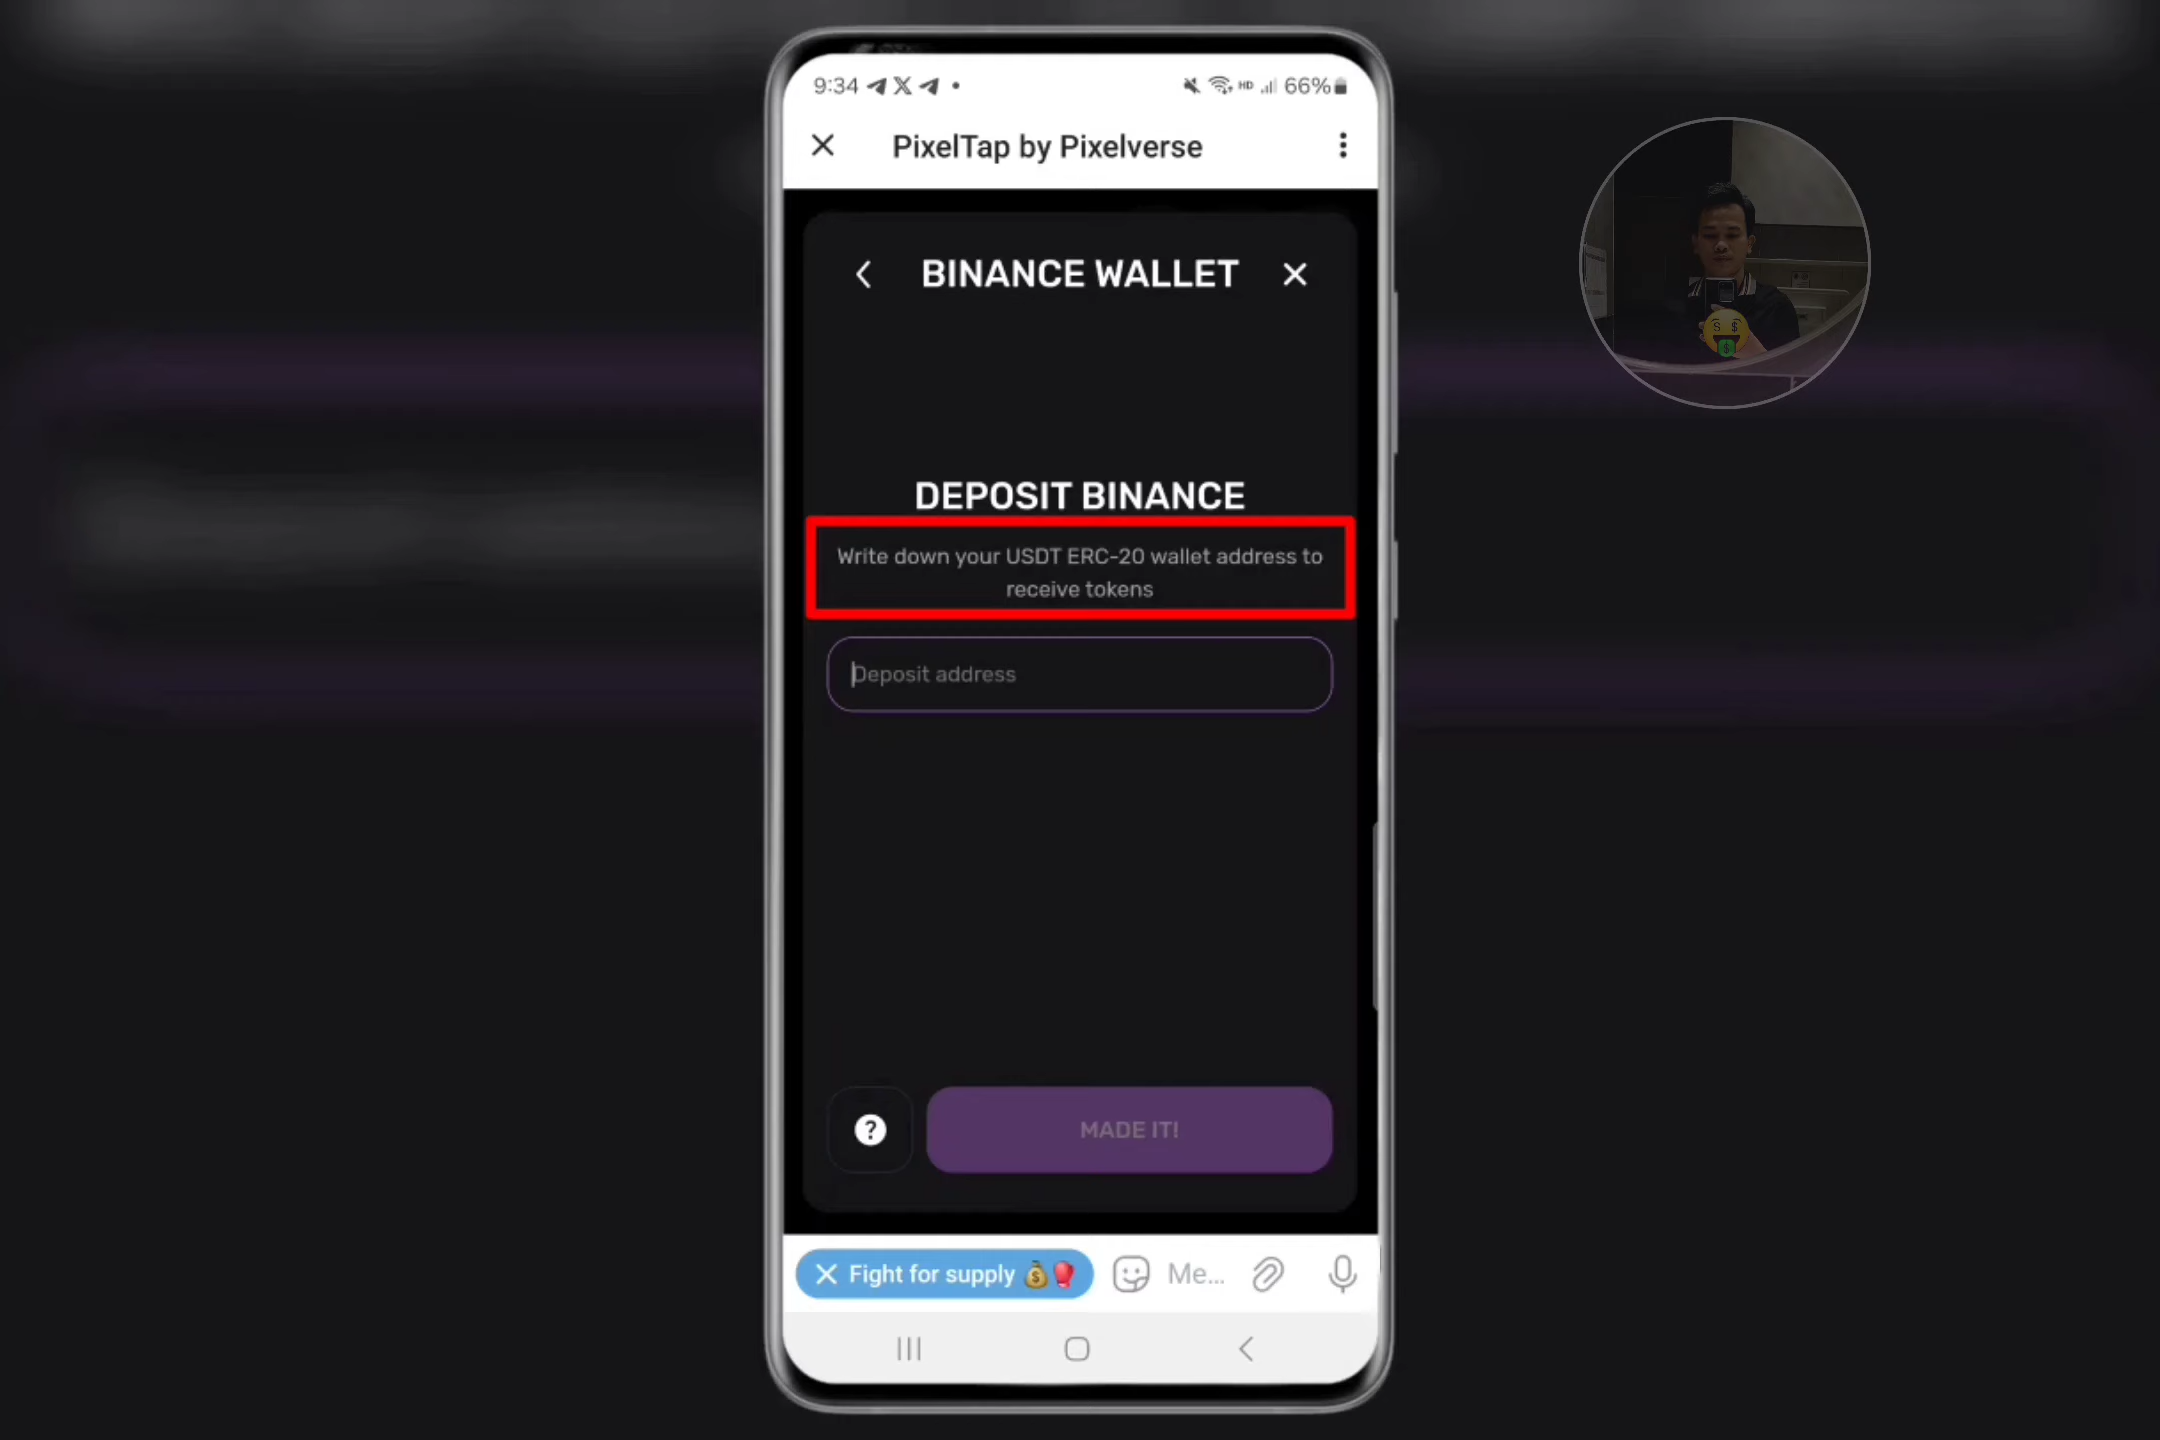 9:34
HD
66%
PixelTap by Pixelverse
BINANCE WALLET
DEPOSIT BINANCE
Write down your USDT ERC-20 wallet address to
receive tokens
Deposit address
?
MADE IT!
Fight for supply 💰🥊
Me...